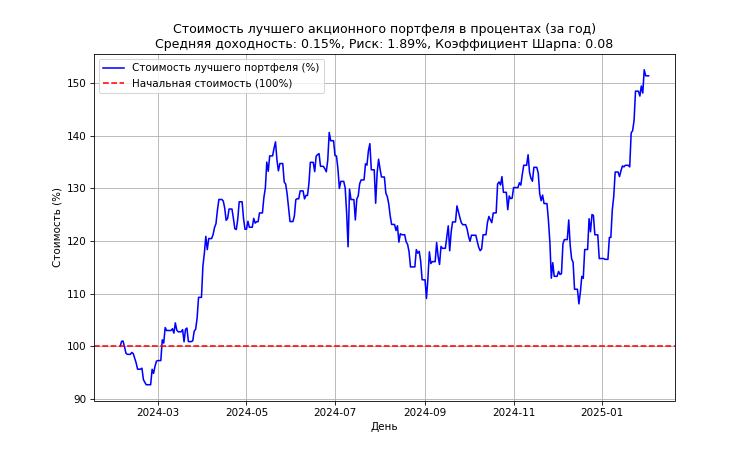 Стоимость лучшего акционного портфеля в процентах (за год)
Средняя доходность: 0.15%, Риск: 1.89%, Коэффициент Шарпа: 0.08
Стоимость лучшего портфеля (%)
Начальная стоимость (100%)
Стоимость (%)
150
140
130
120
110
100
90
2024-03 2024-05 2024-07 2024-09 2024-11 2025-01
День